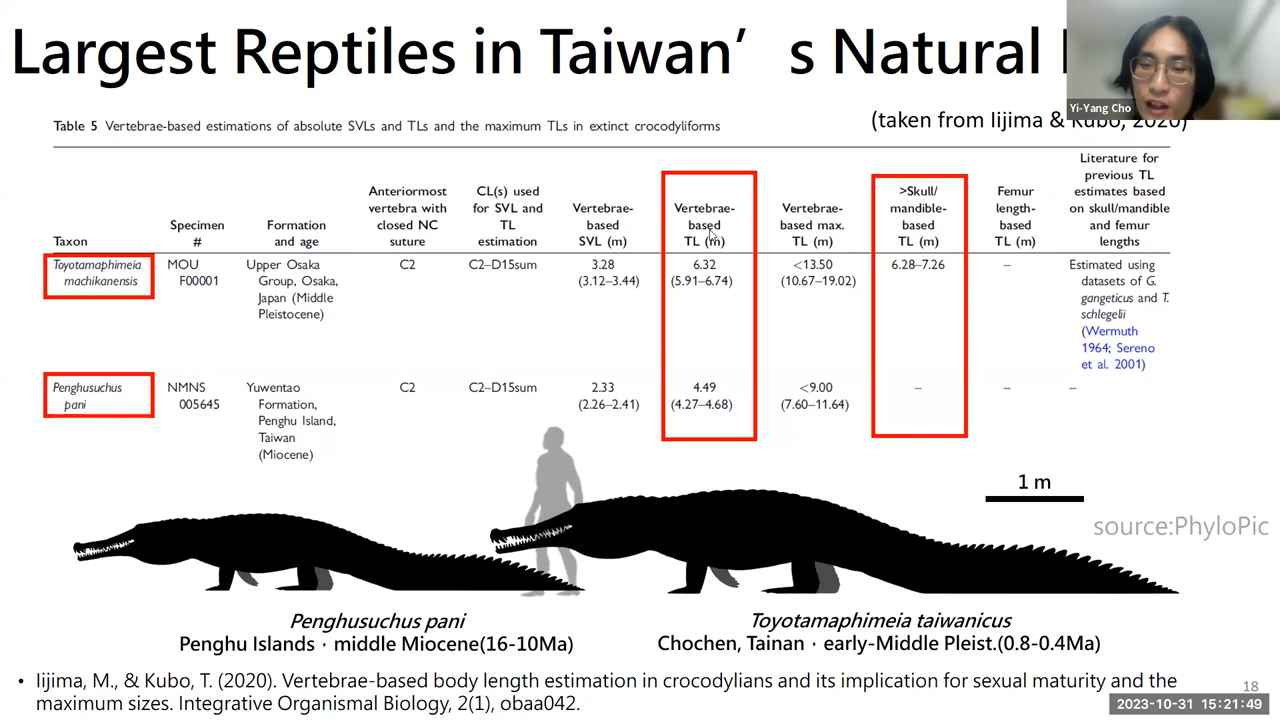 Largest Reptiles in Taiwan’s Natural
Yi-Yang Cho
(taken from Iijima & Kubo, 2020)
Table 5 Vertebrae-based estimations of absolute SVLs and TLs and the maximum TLs in extinct crocodyliforms
Taxon
Specimen
#
Formation
and age
Anteriormost
vertebra with
closed NC
suture
CL(s) used
for SVL and
TL
estimation
Vertebrae-
based
SVL (m)
Vertebrae-
based
TL (m)
Vertebrae-
based max.
TL (m)
>Skull/
mandible-
based
TL (m)
Femur
length-
based
TL (m)
Literature for
previous TL
estimates based
on skull/mandible
and femur
lengths
Toyotamaphimeia
machikanensis
MOU
F00001
Upper Osaka
Group, Osaka,
Japan (Middle
Pleistocene)
C2
C2–D15sum
3.28
(3.12–3.44)
6.32
(5.91–6.74)
<13.50
(10.67–19.02)
6.28–7.26
–
Estimated using
datasets of G.
gangeticus and T.
schlegelii
(Wermuth
1964; Sereno
et al. 2001)
Penghusuchus
pani
NMNS
005645
Yuwentao
Formation,
Penghu Island,
Taiwan
(Miocene)
C2
C2–D15sum
2.33
(2.26–2.41)
4.49
(4.27–4.68)
<9.00
(7.60–11.64)
–
–
–
1 m
source:PhyloPic
Penghusuchus pani
Penghu Islands · middle Miocene(16-10Ma)
Toyotamaphimeia taiwanicus
Chochen, Tainan · early-Middle Pleist.(0.8-0.4Ma)
• Iijima, M., & Kubo, T. (2020). Vertebrae-based body length estimation in crocodylians and its implication for sexual maturity and the
maximum sizes. Integrative Organismal Biology, 2(1), obaa042.
18
2023-10-31 15:21:49